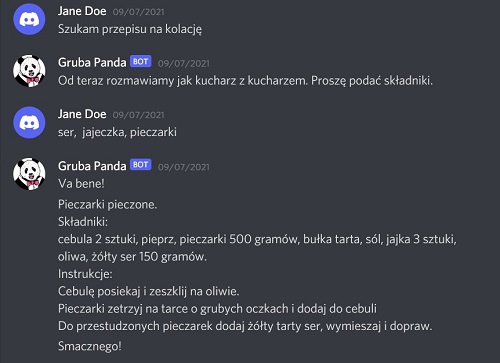 Jane Doe 09/07/2021
Szukam przepisu na kolację
Gruba Panda BOT 09/07/2021
Od teraz rozmawiamy jak kucharz z kucharzem. Proszę podać składniki.
Jane Doe 09/07/2021
ser, jajeczka, pieczarki
Gruba Panda BOT 09/07/2021
Va bene!
Pieczarki pieczone.
Składniki:
cebula 2 sztuki, pieprz, pieczarki 500 gramów, bułka tarta, sól, jajka 3 sztuki,
oliwa, żółty ser 150 gramów.
Instrukcje:
Cebulę posiekaj i zeszklij na oliwie.
Pieczarki zetrzyj na tarce o grubych oczkach i dodaj do cebuli
Do przestudzonych pieczarek dodaj żółty tarty ser, wymieszaj i dopraw.
Smacznego!